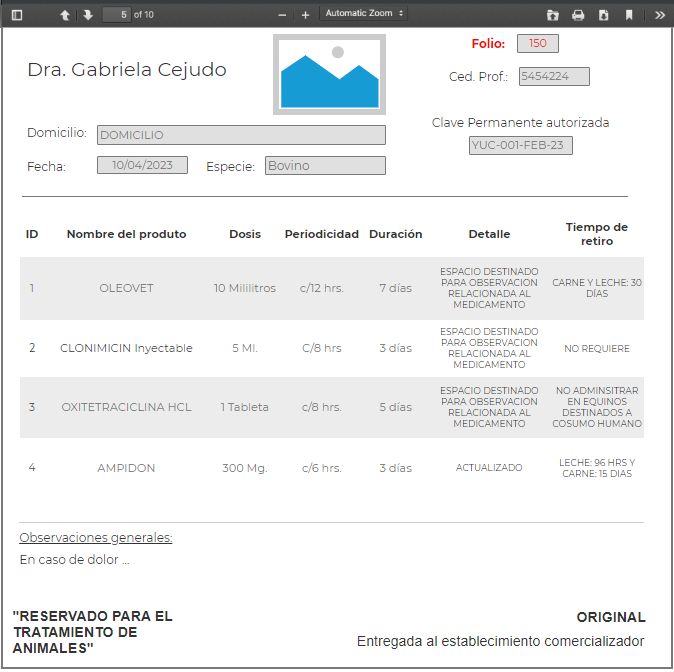 5 of 10 Automatic Zoom
Folio: 150
Dra. Gabriela Cejudo
Ced. Prof.: 5454224
Clave Permanente autorizada
Domicilio: DOMICILIO
YUC-001-FEB-23
Fecha: 10/04/2023 Especie: Bovino
ID Nombre del produto Dosis Periodicidad Duración Detalle Tiempo de
retiro
1 OLEOVET 10 Mililitros c/12 hrs. 7 días
ESPACIO DESTINADO
PARA OBSERVACION
RELACIONADA AL
MEDICAMENTO
CARNE Y LECHE: 30
DÍAS
2 CLONIMICIN Inyectable 5 Ml. C/8 hrs 3 días
ESPACIO DESTINADO
PARA OBSERVACION
RELACIONADA AL
MEDICAMENTO
NO REQUIERE
3 OXITETRACICLINA HCL 1 Tableta c/8 hrs. 5 días
ESPACIO DESTINADO
PARA OBSERVACION
RELACIONADA AL
MEDICAMENTO
NO ADMINSITRAR
EN EQUINOS
DESTINADOS A
COSUMO HUMANO
4 AMPIDON 300 Mg. c/6 hrs. 3 días ACTUALIZADO
LECHE: 96 HRS Y
CARNE: 15 DIAS
Observaciones generales:
En caso de dolor ...
"RESERVADO PARA EL
TRATAMIENTO DE
ANIMALES"
ORIGINAL
Entregada al establecimiento comercializador